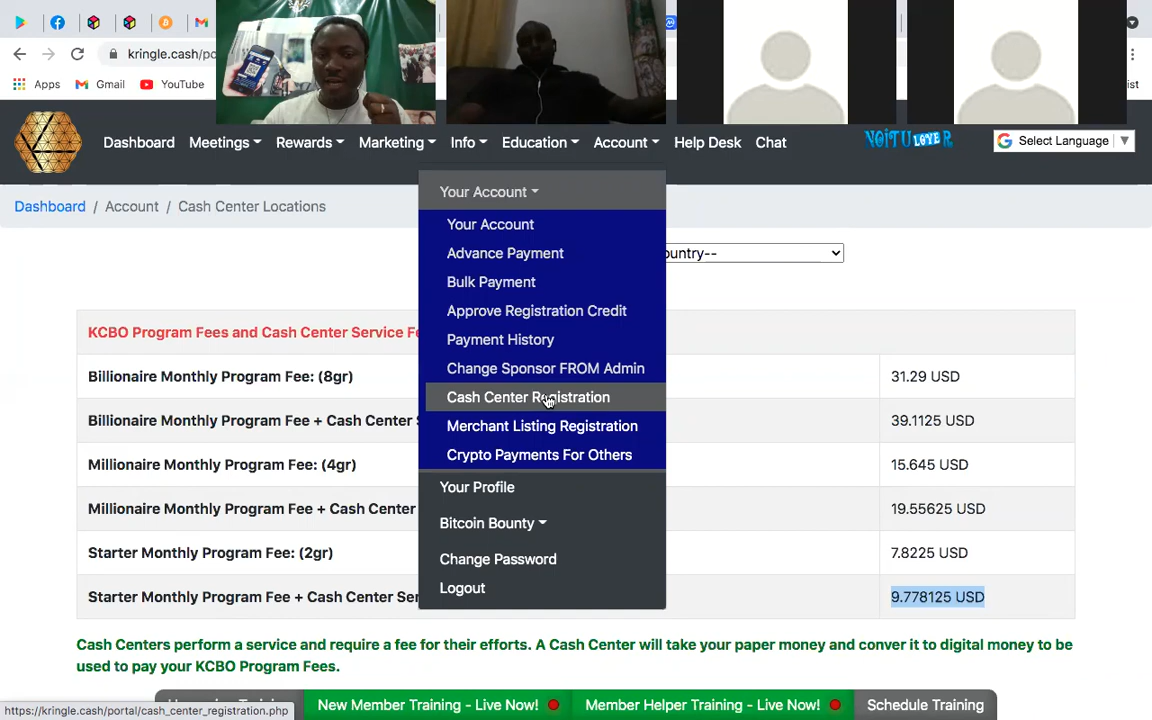 kringle.cash/po
Apps
Gmail
YouTube
ist
Dashboard
Meetings
Rewards
Marketing
Info
Education
Account
Help Desk
Chat
Select Language
Dashboard / Account / Cash Center Locations
Your Account
ountry--
Your Account
Advance Payment
Bulk Payment
Approve Registration Credit
Payment History
Change Sponsor FROM Admin
Cash Center Registration
Merchant Listing Registration
Crypto Payments For Others
Your Profile
Bitcoin Bounty
Change Password
Logout
KCBO Program Fees and Cash Center Service Fe
Billionaire Monthly Program Fee: (8gr) 31.29 USD
Billionaire Monthly Program Fee + Cash Center S 39.1125 USD
Millionaire Monthly Program Fee: (4gr) 15.645 USD
Millionaire Monthly Program Fee + Cash Center 19.55625 USD
Starter Monthly Program Fee: (2gr) 7.8225 USD
Starter Monthly Program Fee + Cash Center Ser 9.778125 USD
Cash Centers perform a service and require a fee for their efforts. A Cash Center will take your paper money and conver it to digital money to be
used to pay your KCBO Program Fees.
New Member Training - Live Now!
Member Helper Training - Live Now!
Schedule Training
https://kringle.cash/portal/cash_center_registration.php